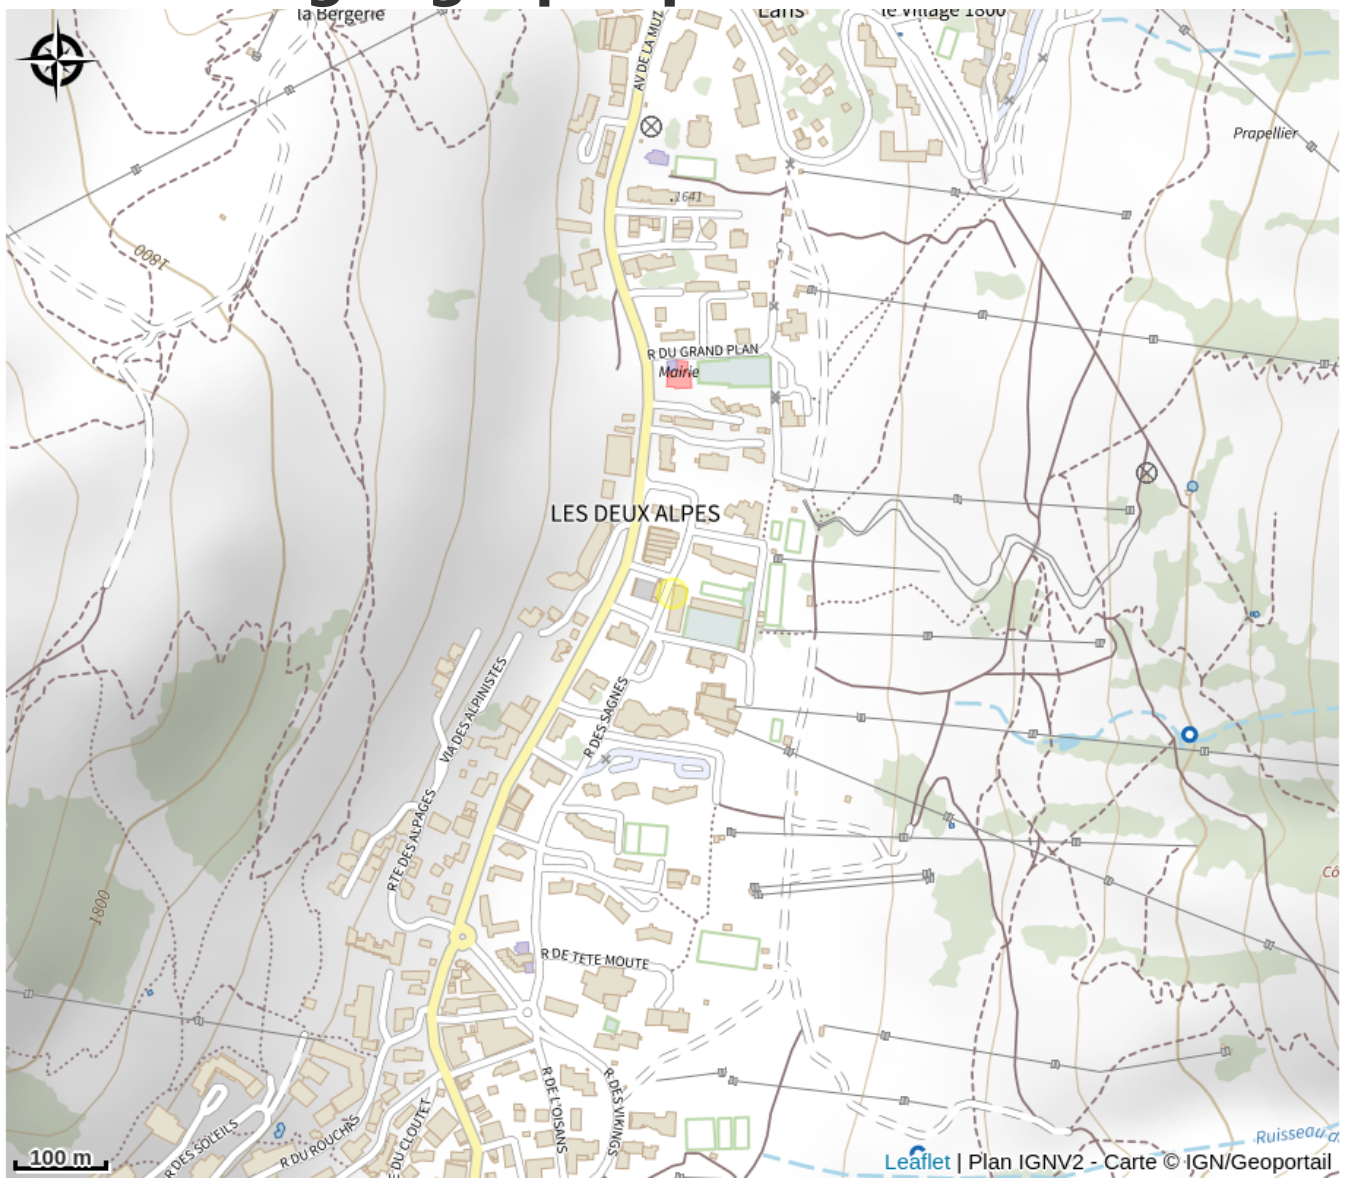 la Bergerie
AV DE LA MUZ
Lans
le Village 1800
Prapellier
.1641
1800
R DU GRAND PLAN
Mairie
LES DEUX ALPES
VIA DES ALPINISTES
R DES SAGNES
RTE DES ALPAGES
1800
Cô
R DE TETE MOUTE
R DE L'OISANS
R DES VIKINGS
R DES SOLEILS
R DU ROUCHAS
E DU CLOUTET
Ruisseau d
100 m
Leaflet | Plan IGNV2 - Carte © IGN/Geoportail